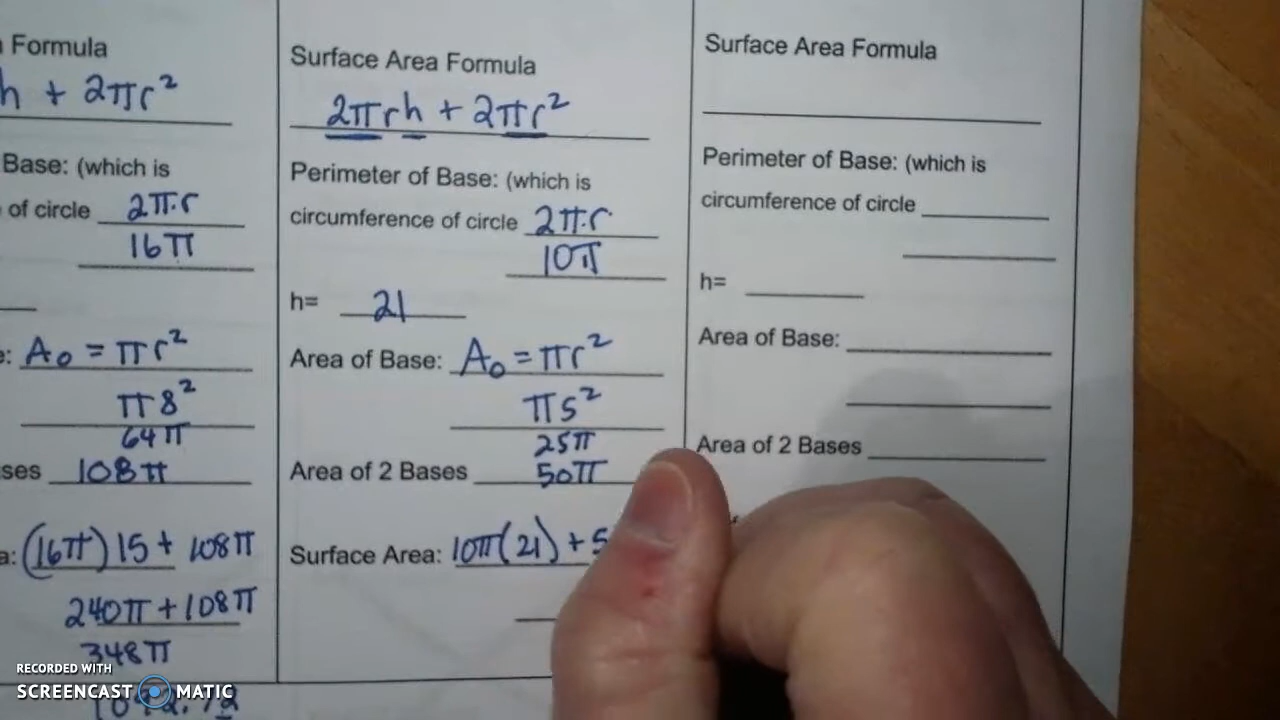 Formula
h + 2πr²
Base: (which is
of circle 2π·r
16π
A₀ = πr²
π8²
64π
108π
(16π)15 + 108π
240π + 108π
348π
Surface Area Formula
2πrh + 2πr²
Perimeter of Base: (which is
circumference of circle 2π·r
10π
h= 21
Area of Base: A₀ = πr²
π5²
25π
Area of 2 Bases 50π
Surface Area: 10π(21) + 5
Surface Area Formula
Perimeter of Base: (which is
circumference of circle
h=
Area of Base:
Area of 2 Bases
RECORDED WITH
SCREENCAST MATIC